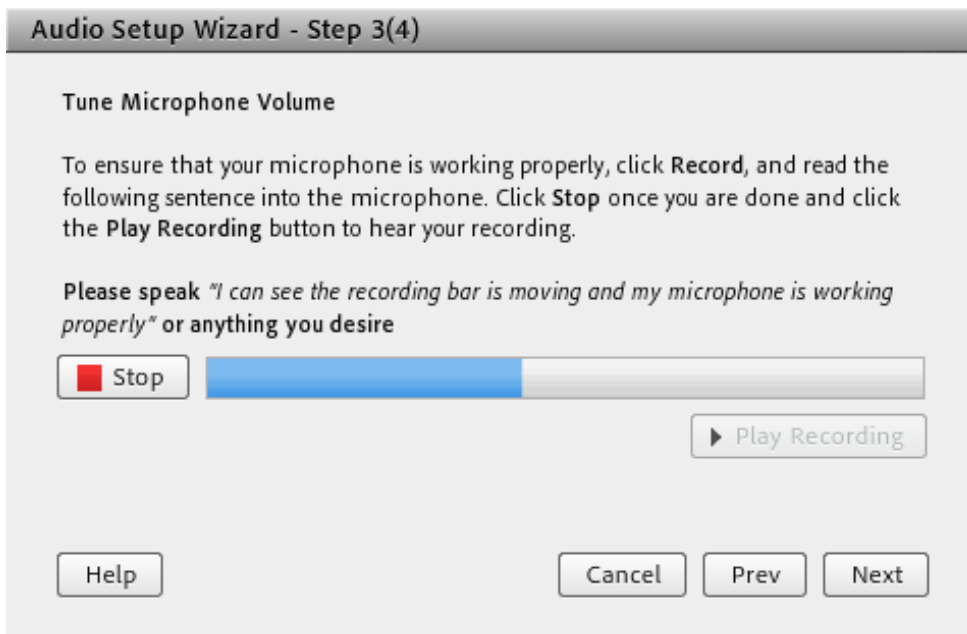 Audio Setup Wizard - Step 3(4)
Tune Microphone Volume
To ensure that your microphone is working properly, click Record, and read the
following sentence into the microphone. Click Stop once you are done and click
the Play Recording button to hear your recording.
Please speak "I can see the recording bar is moving and my microphone is working
properly" or anything you desire
Stop
Play Recording
Help Cancel Prev Next